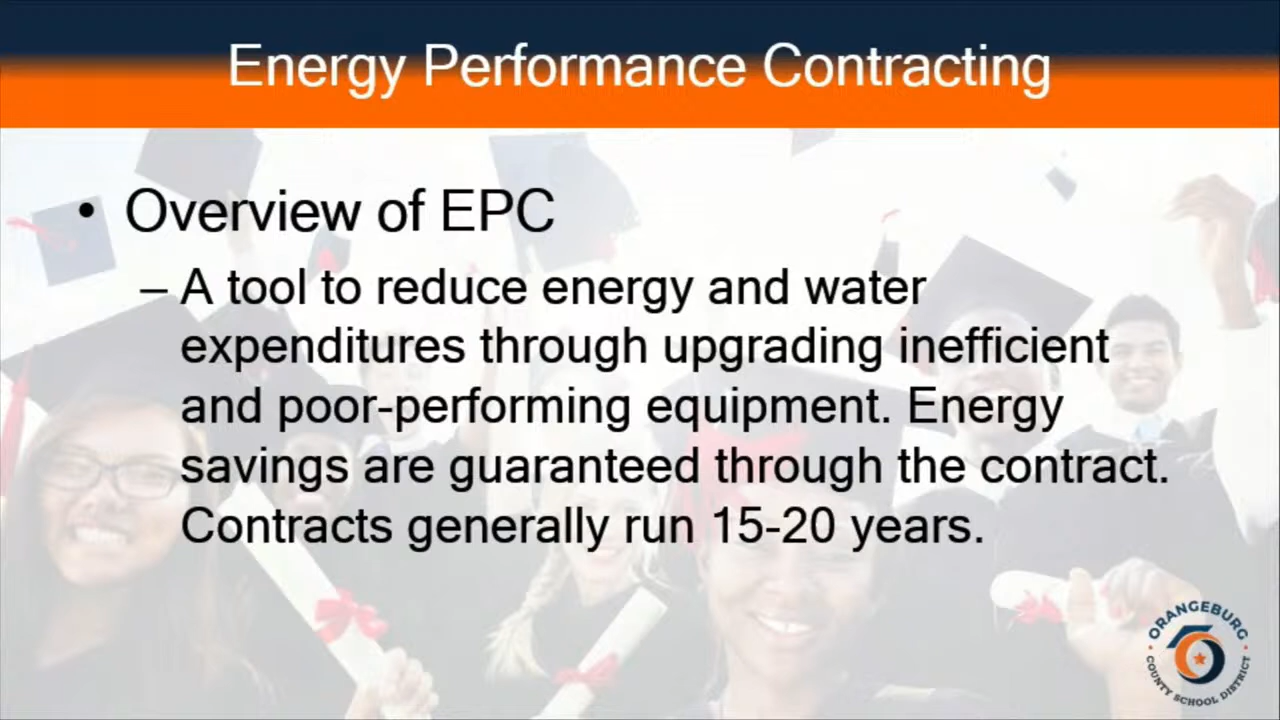 Energy Performance Contracting
• Overview of EPC
– A tool to reduce energy and water
expenditures through upgrading inefficient
and poor-performing equipment. Energy
savings are guaranteed through the contract.
Contracts generally run 15-20 years.
ORANGEBURG
COUNTY SCHOOL DISTRICT